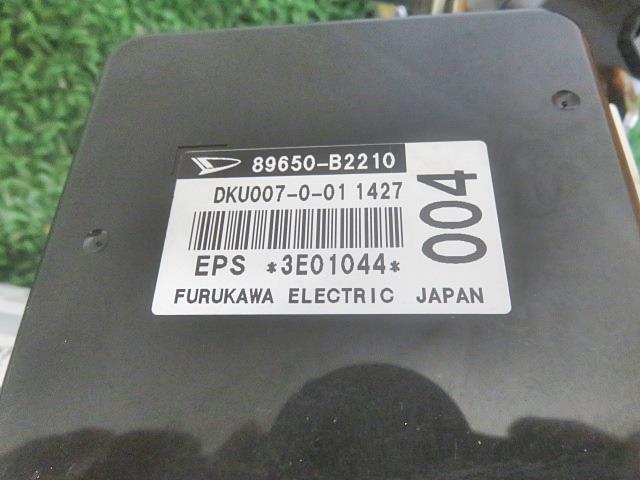 89650-B2210
DKU007-0-01 1427
004
EPS *3E01044*
FURUKAWA ELECTRIC JAPAN